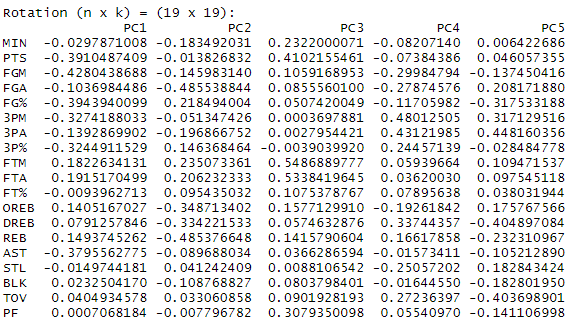 Rotation (n x k) = (19 x 19):
PC1 PC2 PC3 PC4 PC5
MIN -0.0297871008 -0.183492031 0.2322000071 -0.08207140 0.006422686
PTS -0.3910487409 -0.013826832 0.4102155461 -0.07384386 0.046057355
FGM -0.4280438688 -0.145983140 0.1059168953 -0.29984794 -0.137450416
FGA -0.1036984486 -0.485538844 0.0855560100 -0.27874576 0.208171880
FG% -0.3943940099 0.218494004 0.0507420049 -0.11705982 -0.317533188
3PM -0.3274188033 -0.051347426 0.0003697881 0.48012505 0.317129516
3PA -0.1392869902 -0.196866752 0.0027954421 0.43121985 0.448160356
3P% -0.3244911529 0.146368464 -0.0039039920 0.24457139 -0.028484778
FTM 0.1822634131 0.235073361 0.5486889777 0.05939664 0.109471537
FTA 0.1915170499 0.206232333 0.5338419645 0.03620030 0.097545118
FT% -0.0093962713 0.095435032 0.1075378767 0.07895638 0.038031944
OREB 0.1405167027 -0.348713402 0.1577129910 -0.19261842 0.175767566
DREB 0.0791257846 -0.334221533 0.0574632876 0.33744357 -0.404897084
REB 0.1493745262 -0.485376648 0.1415790604 0.16617858 -0.232310967
AST -0.3795562775 -0.089688034 0.0366286594 -0.01573411 -0.105212890
STL -0.0149744181 0.041242409 0.0088106542 -0.25057202 0.182843424
BLK 0.0232504170 -0.108768827 0.0803798401 -0.01644550 -0.182801950
TOV 0.0404934578 0.033060858 0.0901928193 0.27236397 -0.403698901
PF 0.0007068184 -0.007796782 0.3079350098 0.05540970 -0.141106998